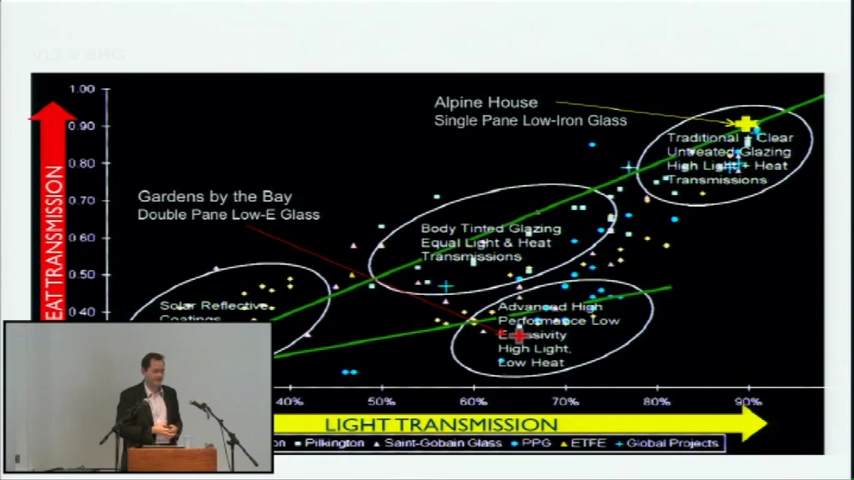 1.00
Alpine House
Single Pane Low-Iron Glass
0.90
Traditional + Clear
Untreated Glazing
High Light + Heat
Transmissions
0.80
Gardens by the Bay
Double Pane Low-E Glass
0.70
Body Tinted Glazing
Equal Light & Heat
Transmissions
0.60
0.50
Solar Reflective
Coatings
Advanced High
Performance Low
Emissivity
High Light,
Low Heat
0.40
HEAT TRANSMISSION
40% 50% 60% 70% 80% 90%
LIGHT TRANSMISSION
Pilkington Saint-Gobain Glass PPG ETFE Global Projects